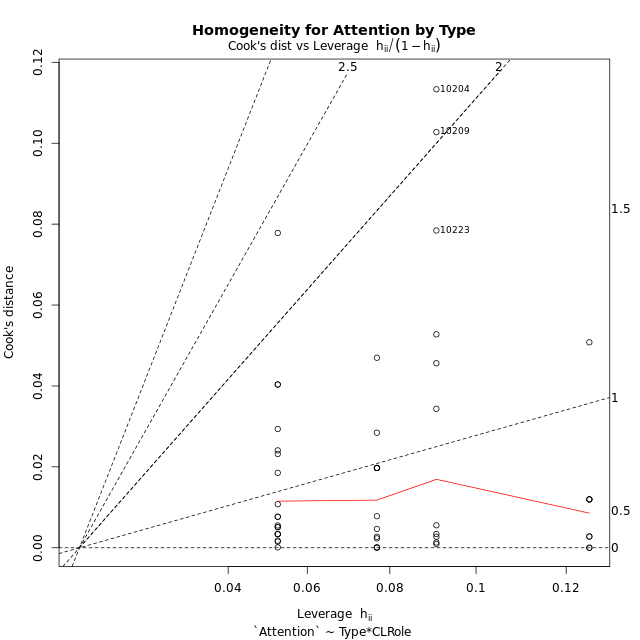 Homogeneity for Attention by Type
Cook's dist vs Leverage hii/(1−hii)
2.5
2
10204
10209
10223
1.5
1
0.5
0
0.12
0.10
0.08
0.06
0.04
0.02
0.00
Cook's distance
0.04 0.06 0.08 0.1 0.12
Leverage hii
`Attention` ~ Type*CLRole